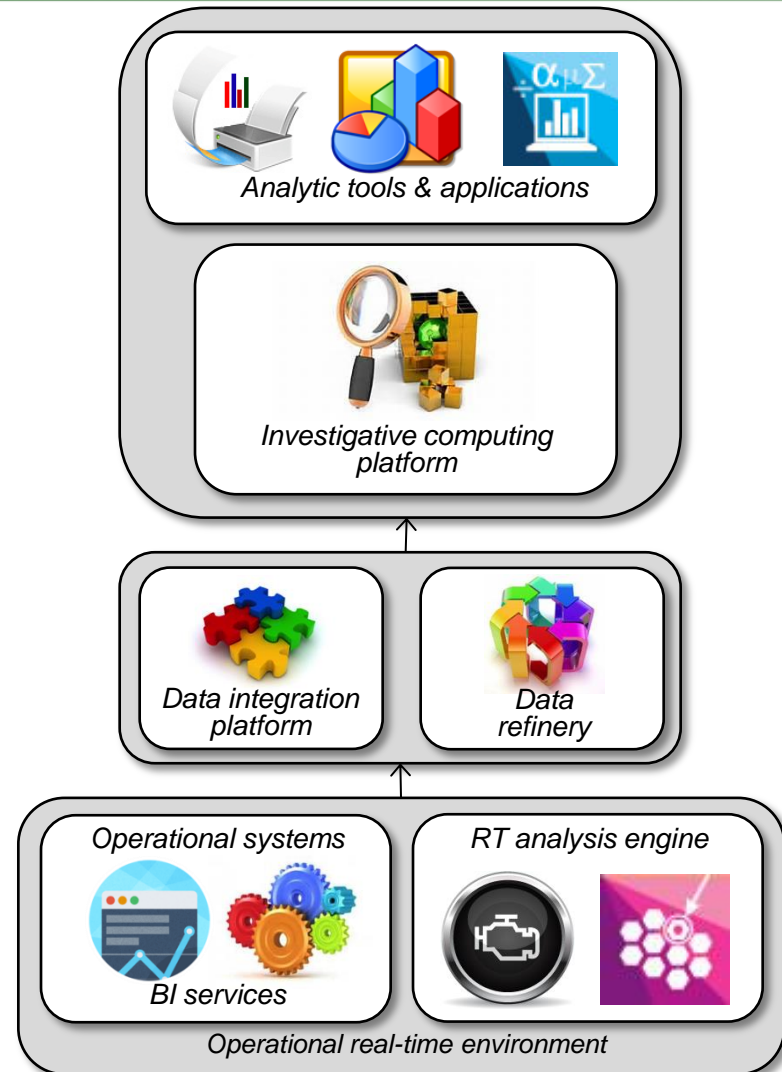 ÷αμΣ
Analytic tools & applications
Investigative computing
platform
Data integration
platform
Data
refinery
Operational systems
BI services
RT analysis engine
Operational real-time environment